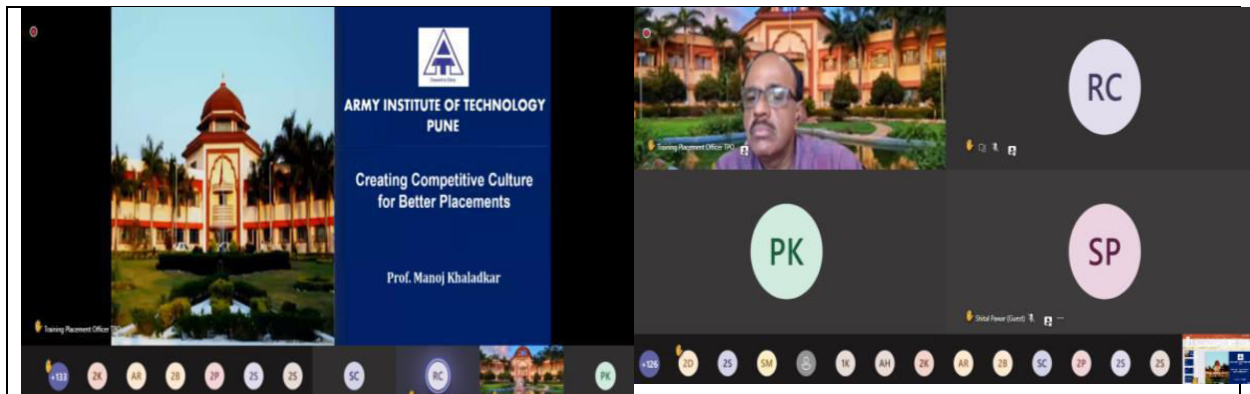 ARMY INSTITUTE OF TECHNOLOGY
PUNE
Creating Competitive Culture
for Better Placements
Prof. Manoj Khaladkar
Training Placement Officer TPO
+133
2K
AR
2B
2P
2S
2S
SC
RC
PK
Training Placement Officer TPO
RC
PK
SP
Shital Pawar (Guest)
+126
2D
2S
SM
1K
AH
2K
AR
2B
SC
2P
2S
2S